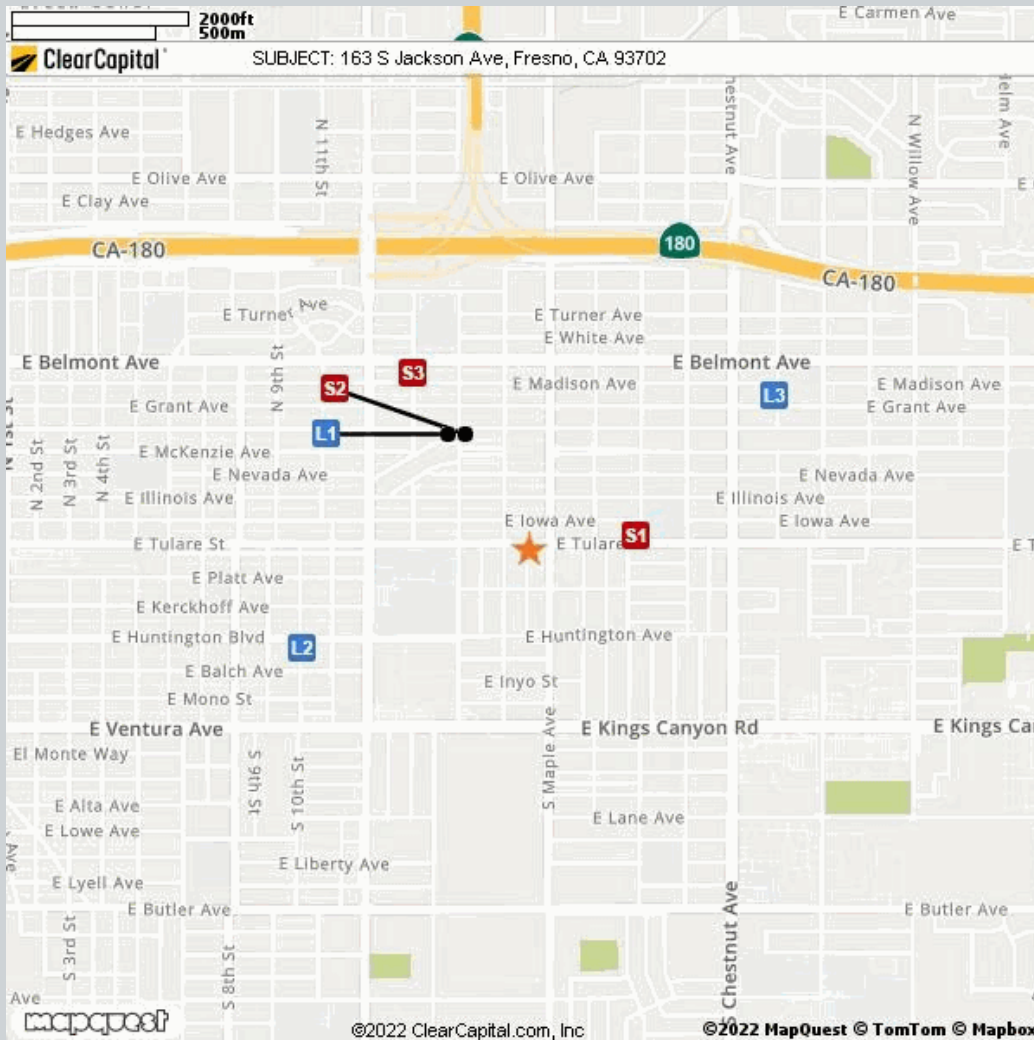 2000ft
500m
ClearCapital
SUBJECT: 163 S Jackson Ave, Fresno, CA 93702
E Carmen Ave
E Hedges Ave
N 11th St
E Olive Ave
E Olive Ave
E Clay Ave
N Willow Ave
CA-180
180
CA-180
E Turner Ave
E Turner Ave
E White Ave
E Belmont Ave
E Belmont Ave
N 9th St
S3
S2
E Madison Ave
E Madison Ave
L3
E Grant Ave
E Grant Ave
L1
N 1st St
N 2nd St
N 3rd St
N 4th St
E McKenzie Ave
E Nevada Ave
E Nevada Ave
E Illinois Ave
E Illinois Ave
E Iowa Ave
E Iowa Ave
S1
E Tulare St
E Tulare
E Platt Ave
E Kerckhoff Ave
E Huntington Blvd
E Huntington Ave
L2
E Balch Ave
E Inyo St
E Mono St
E Ventura Ave
E Kings Canyon Rd
E Kings Ca
El Monte Way
S 9th St
S 10th St
S Maple Ave
E Alta Ave
E Lane Ave
E Lowe Ave
Ave
E Liberty Ave
E Lyell Ave
E Butler Ave
E Butler Ave
S 3rd St
S 8th St
S Chestnut Ave
Ave
mapquest
©2022 ClearCapital.com, Inc
©2022 MapQuest © TomTom © Mapbox